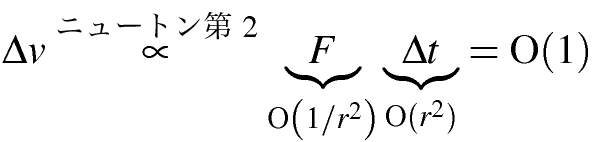 ニュートン第 2
Δv ∝ F Δt = O(1)
O(1/r²) O(r²)